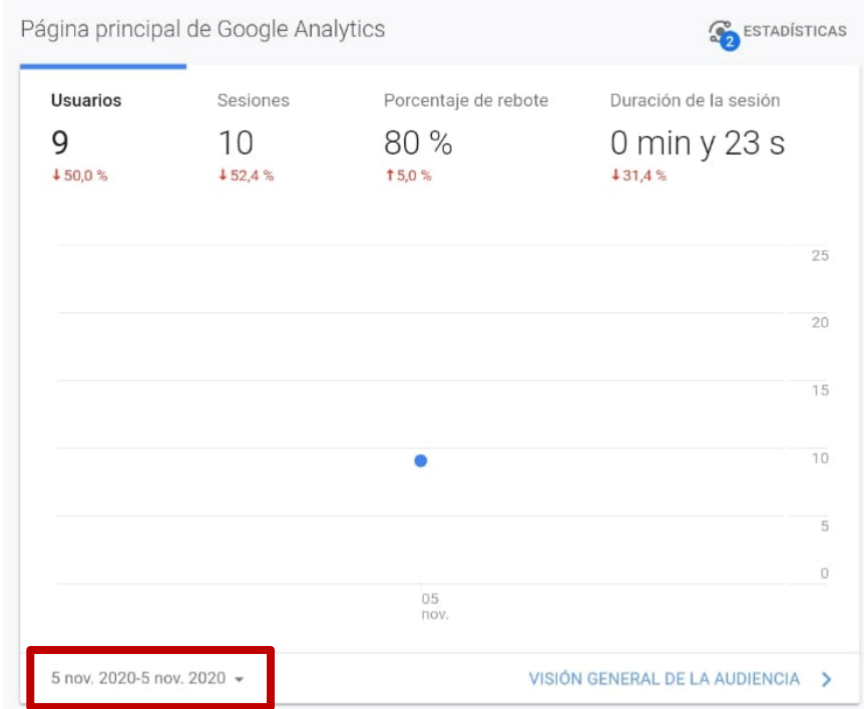 Página principal de Google Analytics
2 ESTADÍSTICAS
Usuarios Sesiones Porcentaje de rebote Duración de la sesión
9 10 80 % 0 min y 23 s
↓50,0 % ↓52,4 % ↑5,0 % ↓31,4 %
25
20
15
10
5
0
05
nov.
5 nov. 2020-5 nov. 2020 VISIÓN GENERAL DE LA AUDIENCIA